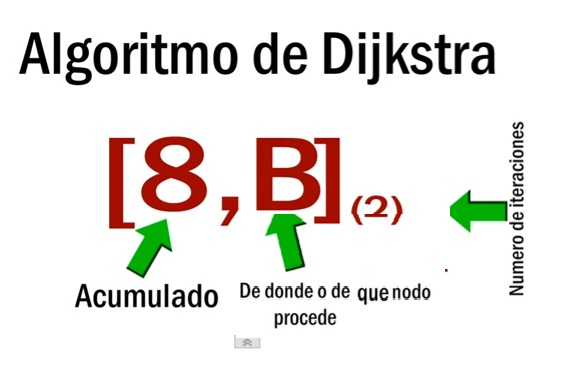 Algoritmo de Dijkstra
[8,B](2)
Numero de iteraciones
Acumulado
De donde o de que nodo
procede